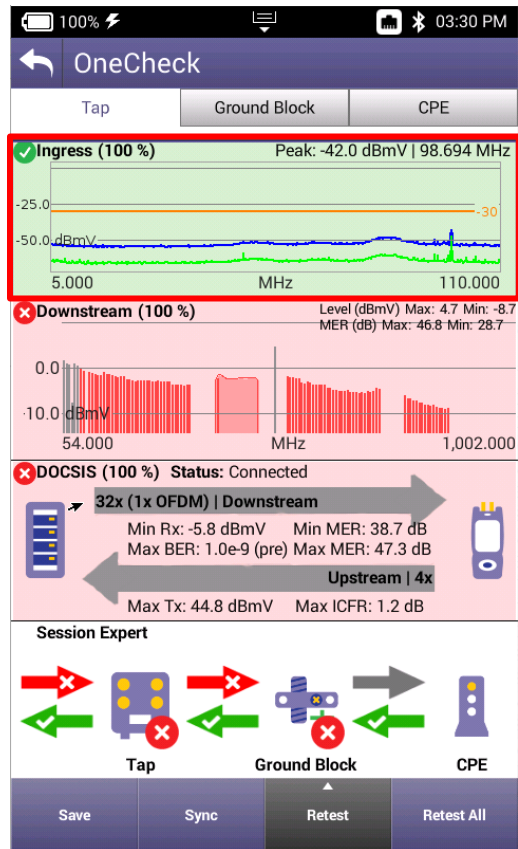 100% 03:30 PM
OneCheck
Tap Ground Block CPE
Ingress (100 %) Peak: -42.0 dBmV | 98.694 MHz
-25.0
-30
-50.0 dBmV
5.000 MHz 110.000
Downstream (100 %) Level (dBmV) Max: 4.7 Min: -8.7
MER (dB) Max: 46.8 Min: 28.7
0.0
-10.0 dBmV
54.000 MHz 1,002.000
DOCSIS (100 %) Status: Connected
32x (1x OFDM) | Downstream
Min Rx: -5.8 dBmV Min MER: 38.7 dB
Max BER: 1.0e-9 (pre) Max MER: 47.3 dB
Upstream | 4x
Max Tx: 44.8 dBmV Max ICFR: 1.2 dB
Session Expert
Tap Ground Block CPE
Save Sync Retest Retest All